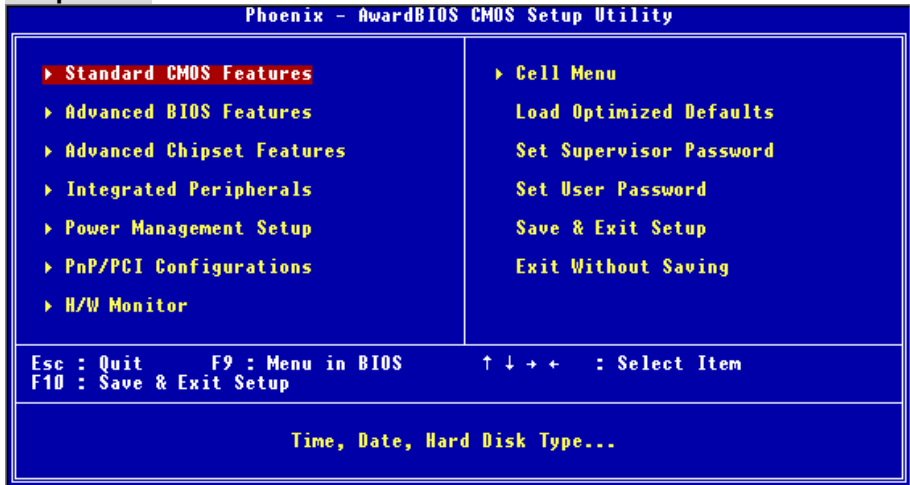 Phoenix - AwardBIOS CMOS Setup Utility
Standard CMOS Features
Advanced BIOS Features
Advanced Chipset Features
Integrated Peripherals
Power Management Setup
PnP/PCI Configurations
H/W Monitor
Cell Menu
Load Optimized Defaults
Set Supervisor Password
Set User Password
Save & Exit Setup
Exit Without Saving
Esc : Quit F9 : Menu in BIOS ↑ ↓ → ← : Select Item
F10 : Save & Exit Setup
Time, Date, Hard Disk Type...